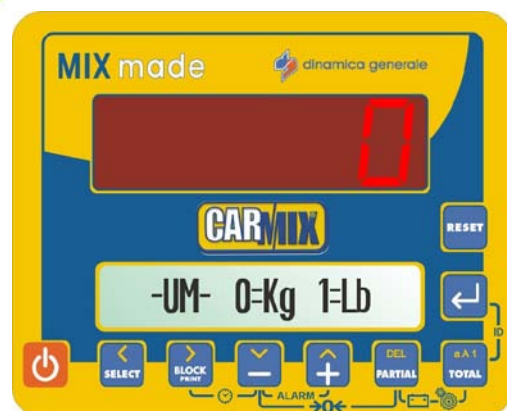 MIX made
dinamica generale
0
CARMIX
RESET
-UM- 0=Kg 1=Lb
ID
SELECT
BLOCK
PRINT
DEL
PARTIAL
a A 1
TOTAL
ALARM
→0←